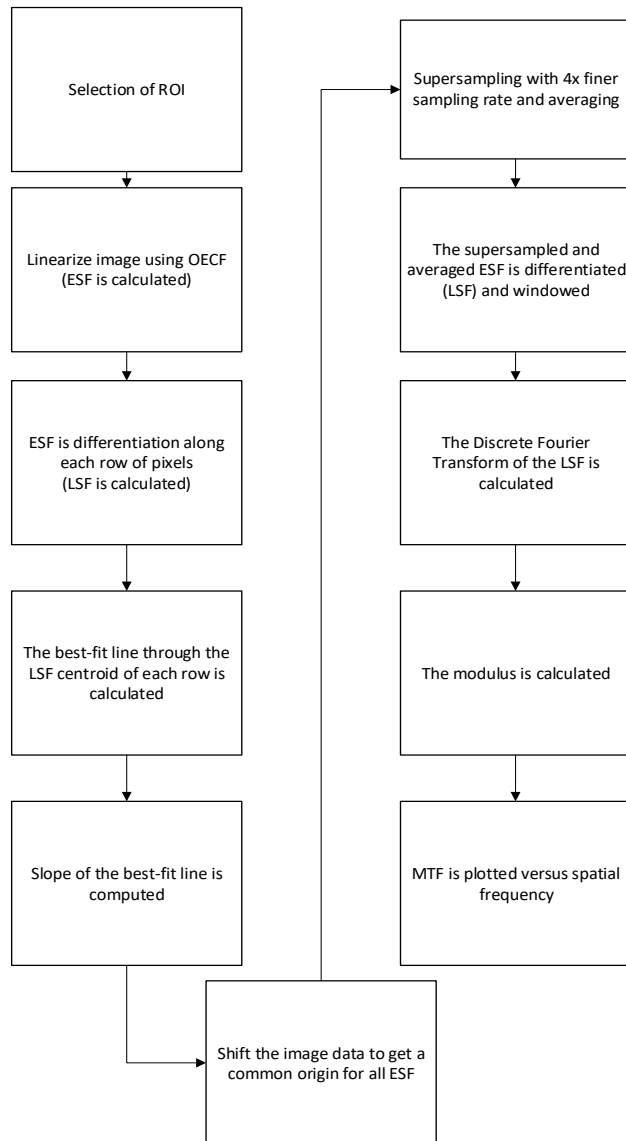 Selection of ROI
Linearize image using OECF
(ESF is calculated)
ESF is differentiation along
each row of pixels
(LSF is calculated)
The best-fit line through the
LSF centroid of each row is
calculated
Slope of the best-fit line is
computed
Shift the image data to get a
common origin for all ESF
Supersampling with 4x finer
sampling rate and averaging
The supersampled and
averaged ESF is differentiated
(LSF) and windowed
The Discrete Fourier
Transform of the LSF is
calculated
The modulus is calculated
MTF is plotted versus spatial
frequency